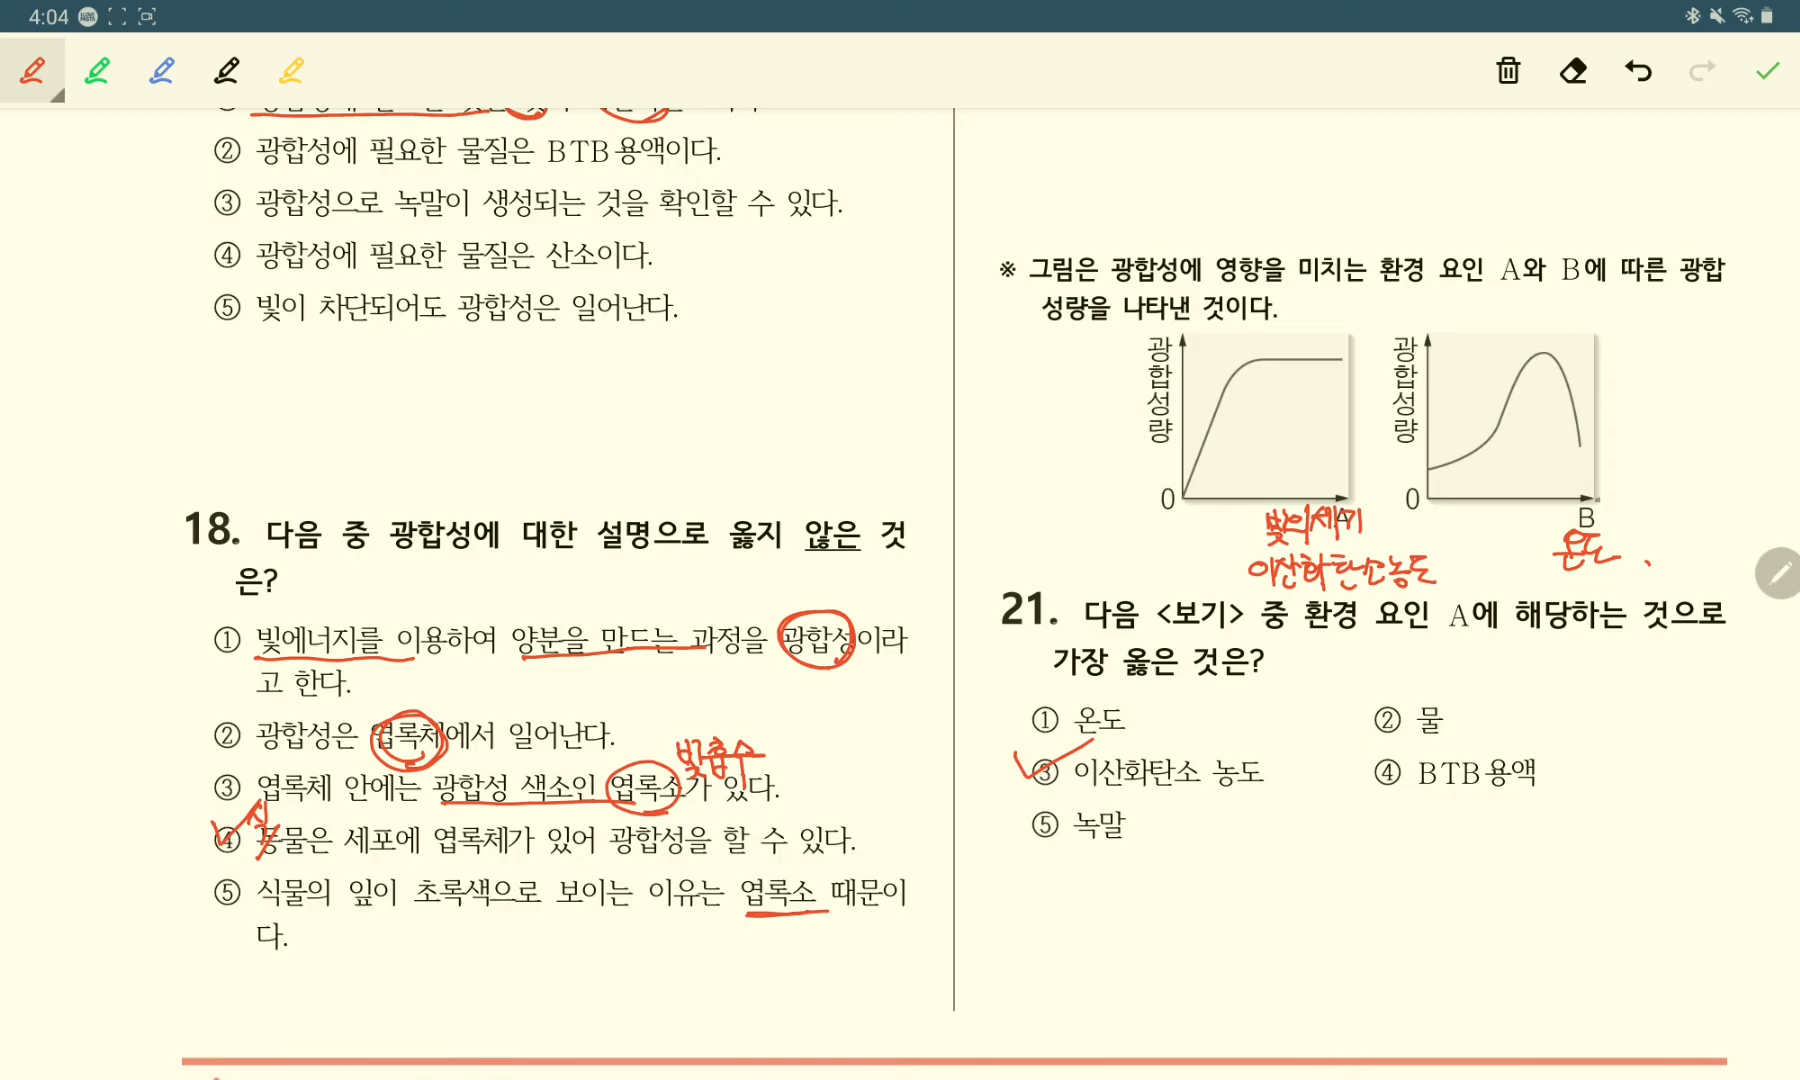 4:04
② 광합성에 필요한 물질은 BTB용액이다.
③ 광합성으로 녹말이 생성되는 것을 확인할 수 있다.
④ 광합성에 필요한 물질은 산소이다.
⑤ 빛이 차단되어도 광합성은 일어난다.
18. 다음 중 광합성에 대한 설명으로 옳지 않은 것
은?
① 빛에너지를 이용하여 양분을 만드는 과정을 광합성이라
고 한다.
② 광합성은 엽록체에서 일어난다.
빛흡수
③ 엽록체 안에는 광합성 색소인 엽록소가 있다.
식
④ 동물은 세포에 엽록체가 있어 광합성을 할 수 있다.
⑤ 식물의 잎이 초록색으로 보이는 이유는 엽록소 때문이
다.
※ 그림은 광합성에 영향을 미치는 환경 요인 A와 B에 따른 광합
성량을 나타낸 것이다.
광합성량
0
A
빛의세기
이산화탄소농도
광합성량
0
B
온도
21. 다음 <보기> 중 환경 요인 A에 해당하는 것으로
가장 옳은 것은?
① 온도 ② 물
③ 이산화탄소 농도 ④ BTB용액
⑤ 녹말